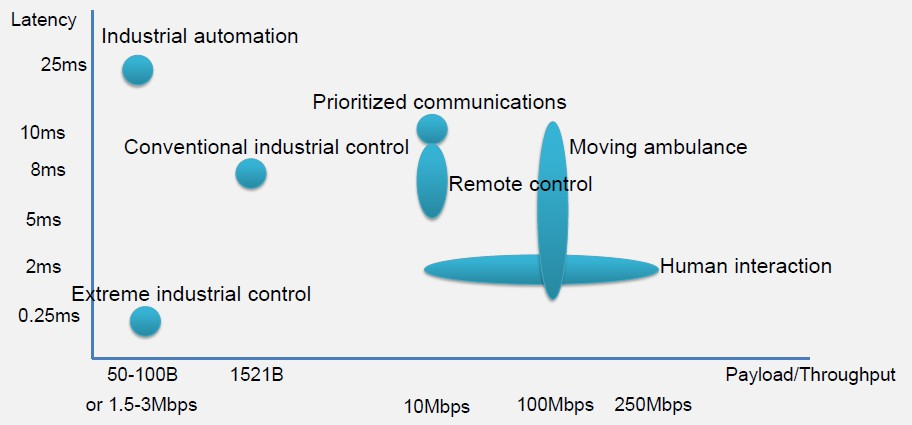 Latency
Industrial automation
25ms
Prioritized communications
10ms
Conventional industrial control
Moving ambulance
8ms
Remote control
5ms
2ms
Human interaction
Extreme industrial control
0.25ms
50-100B
1521B
Payload/Throughput
or 1.5-3Mbps
10Mbps
100Mbps
250Mbps